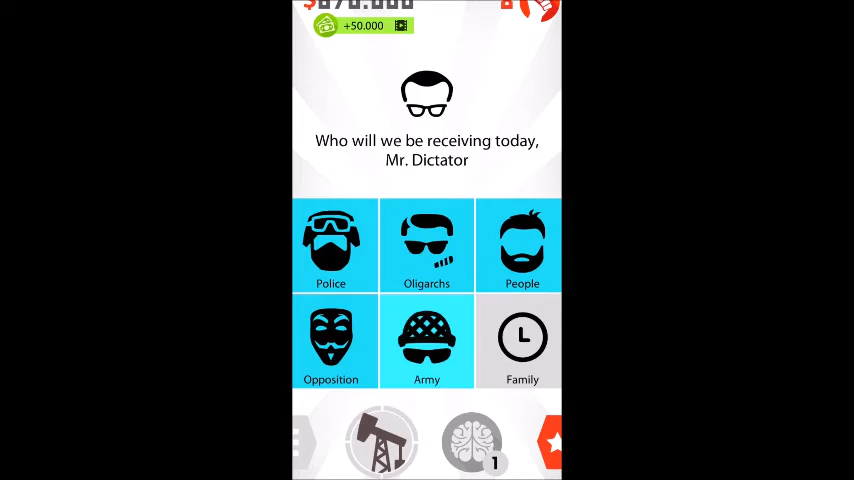 +50.000
Who will we be receiving today,
Mr. Dictator
Police
Oligarchs
People
Opposition
Army
Family
1